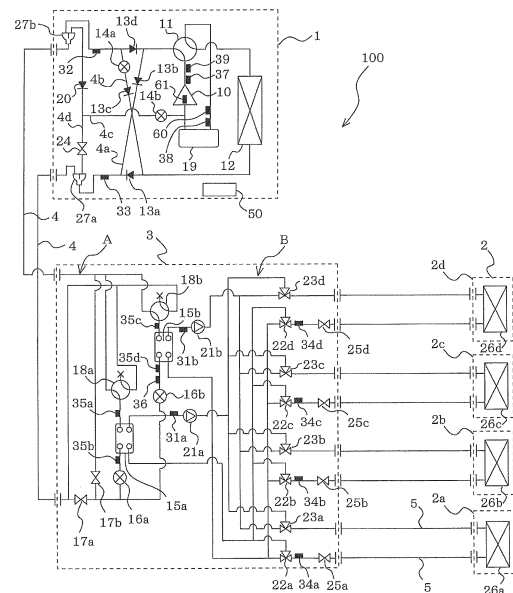 27b
13d
11
14a
39
37
1
100
32
4b
13b
10
20
13c
61
14b
4d
60
4c
38
24
4a
19
12
27a
33
13a
50
4
4
A
3
B
18b
23d
2d
2
35c
15b
21b
31b
22d
34d
25d
26d
35d
36
23c
2c
18a
16b
35a
31a
21a
22c
34c
25c
26c
35b
23b
2b
17b
16a
15a
22b
34b
25b
26b
23a
2a
17a
5
22a
34a
25a
5
26a